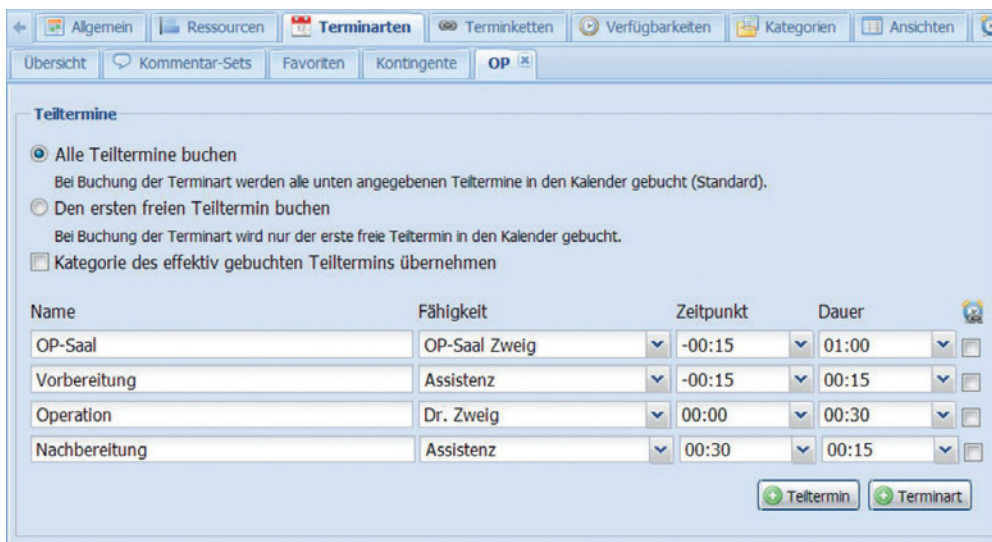 Allgemein Ressourcen Terminarten Terminketten Verfügbarkeiten Kategorien Ansichten
Übersicht Kommentar-Sets Favoriten Kontingente OP
Teiltermine
Alle Teiltermine buchen
Bei Buchung der Terminart werden alle unten angegebenen Teiltermine in den Kalender gebucht (Standard).
Den ersten freien Teiltermin buchen
Bei Buchung der Terminart wird nur der erste freie Teiltermin in den Kalender gebucht.
Kategorie des effektiv gebuchten Teiltermins übernehmen
Name Fähigkeit Zeitpunkt Dauer
OP-Saal OP-Saal Zweig -00:15 01:00
Vorbereitung Assistenz -00:15 00:15
Operation Dr. Zweig 00:00 00:30
Nachbereitung Assistenz 00:30 00:15
Teiltermin Terminart